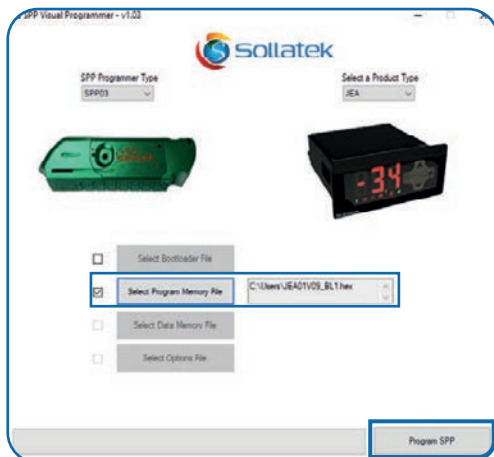 SPP Visual Programmer - v1.03
Sollatek
SPP Programmer Type
Select a Product Type
SPP03
JEA
-34
Select Bootloader File
Select Program Memory File
C:\Users\JEA01V09_BL1.hex
Select Data Memory File
Select Options File
Program SPP